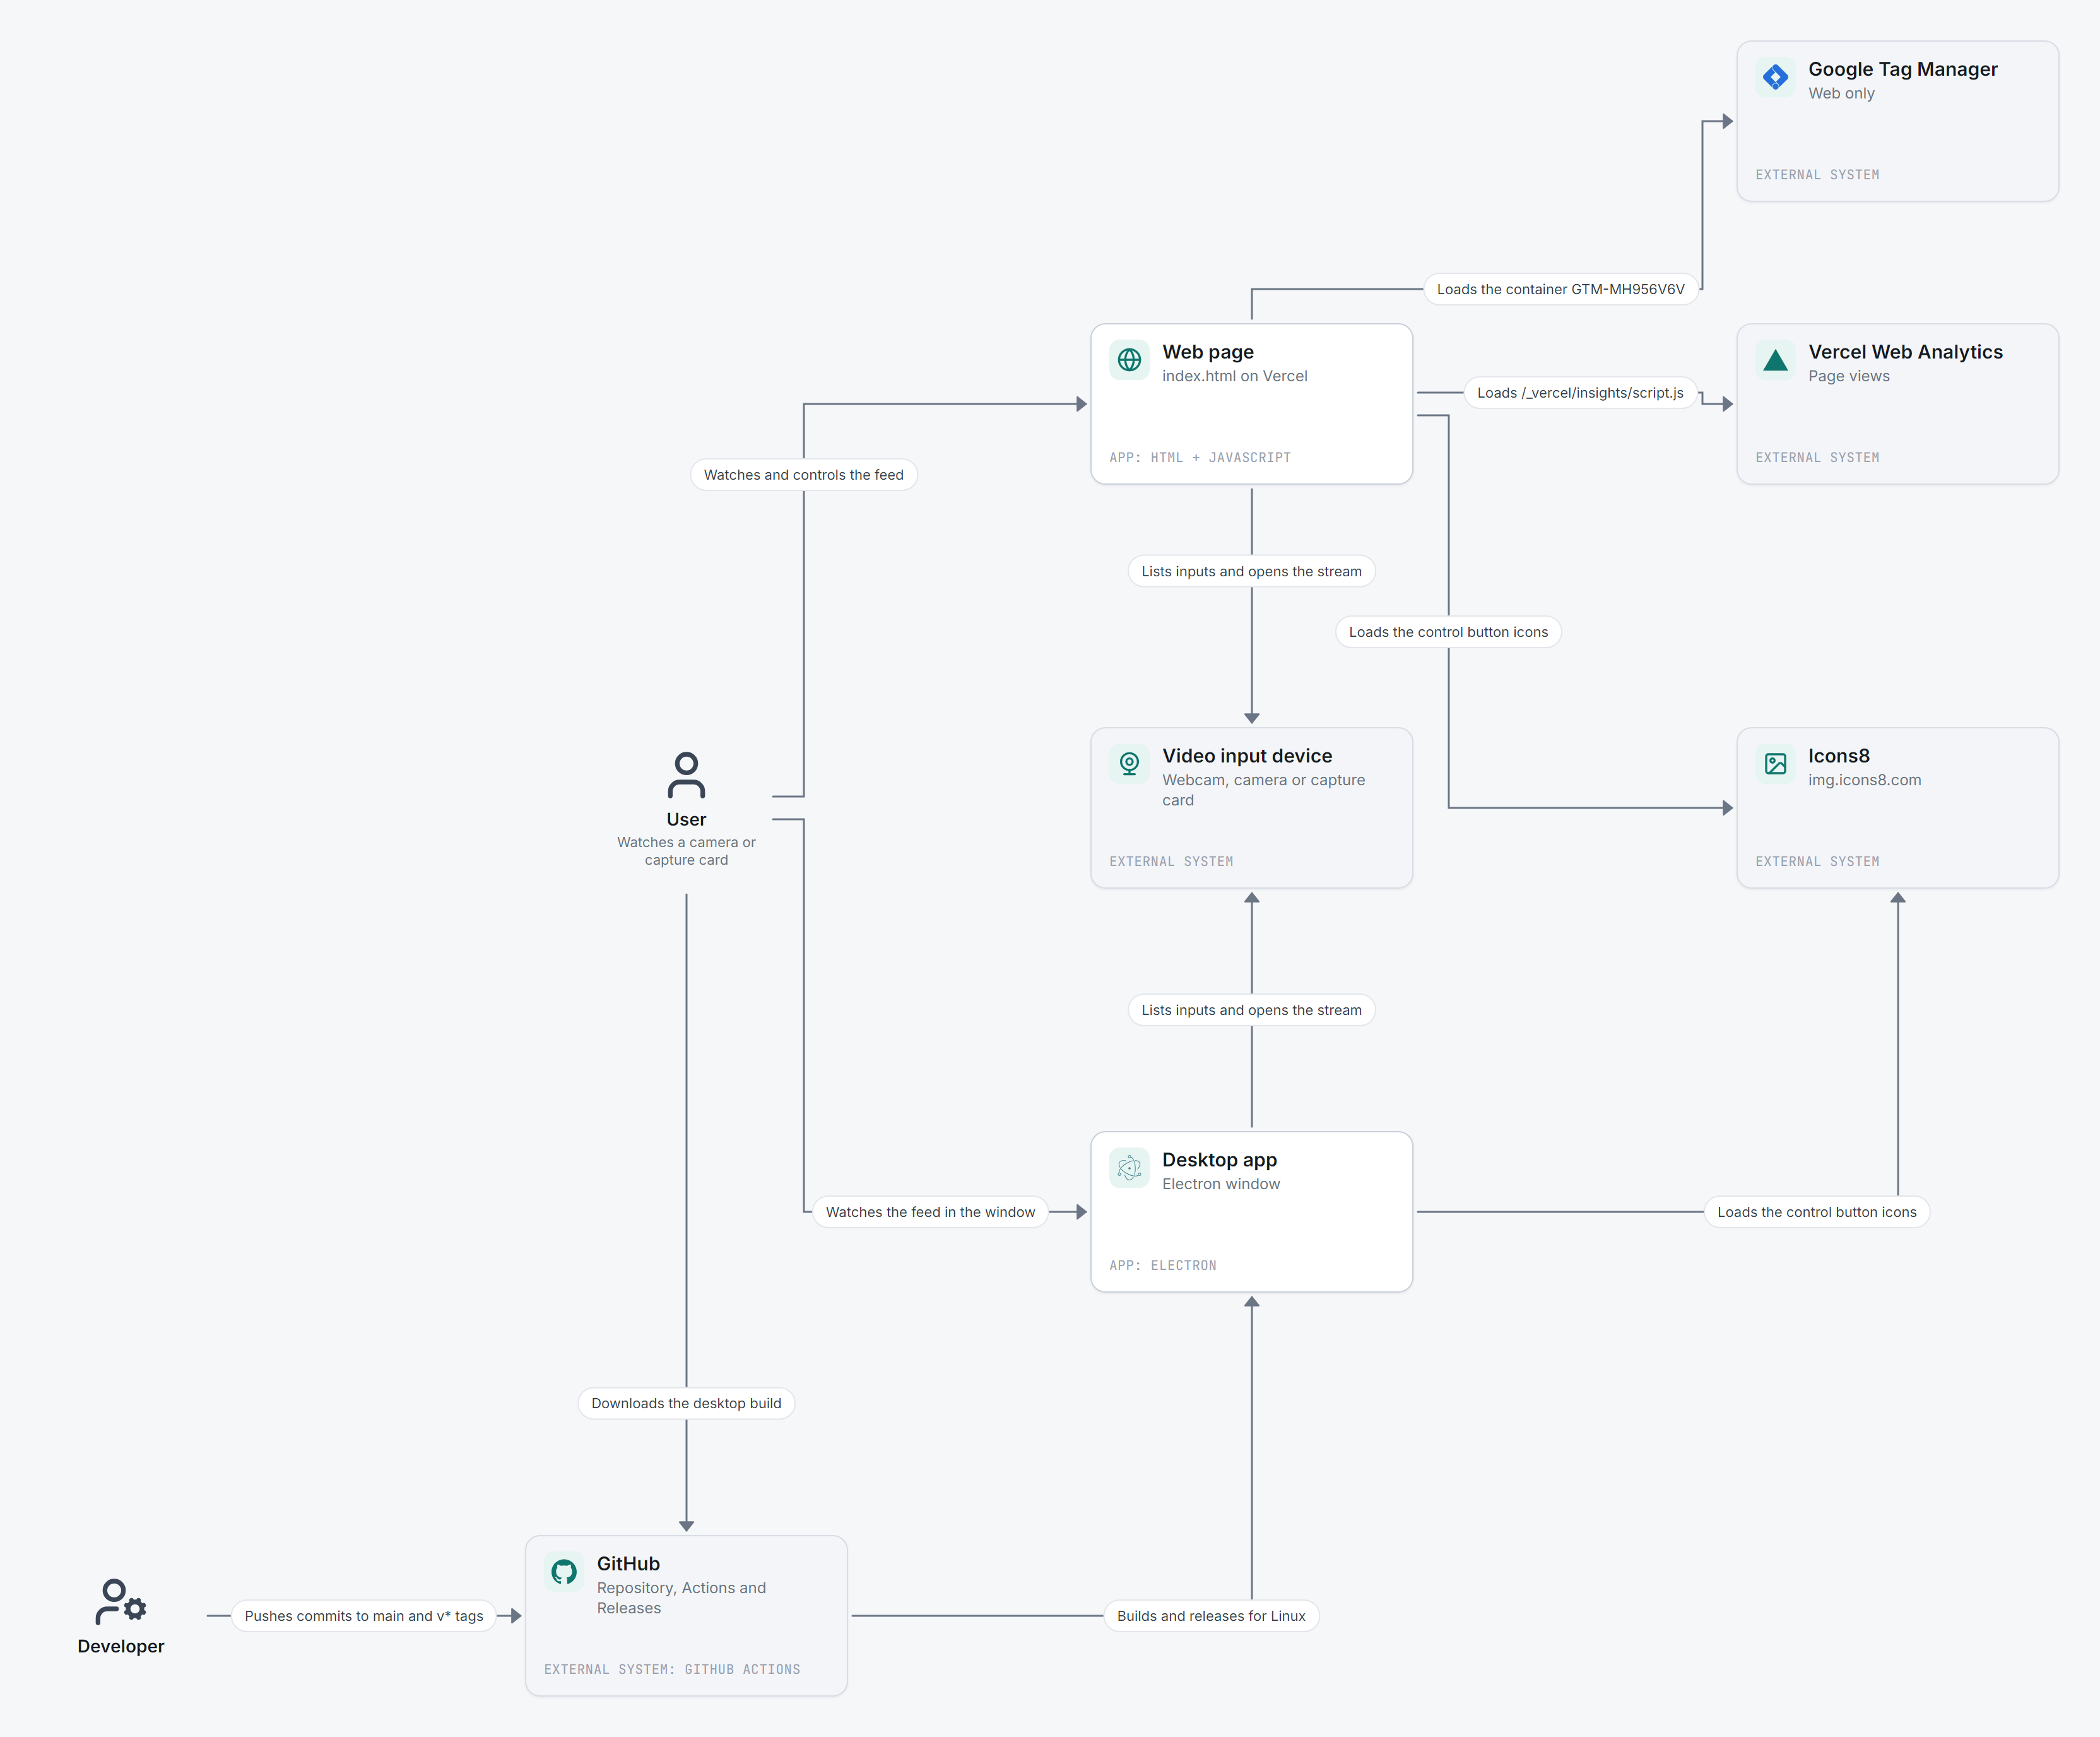 Google Tag Manager
Web only
EXTERNAL SYSTEM
Loads the container GTM-MH956V6V
Web page
index.html on Vercel
APP: HTML + JAVASCRIPT
Loads /_vercel/insights/script.js
Vercel Web Analytics
Page views
EXTERNAL SYSTEM
Watches and controls the feed
Lists inputs and opens the stream
Loads the control button icons
User
Watches a camera or
capture card
Video input device
Webcam, camera or capture
card
EXTERNAL SYSTEM
Icons8
img.icons8.com
EXTERNAL SYSTEM
Lists inputs and opens the stream
Watches the feed in the window
Desktop app
Electron window
APP: ELECTRON
Loads the control button icons
Downloads the desktop build
Developer
Pushes commits to main and v* tags
GitHub
Repository, Actions and
Releases
EXTERNAL SYSTEM: GITHUB ACTIONS
Builds and releases for Linux